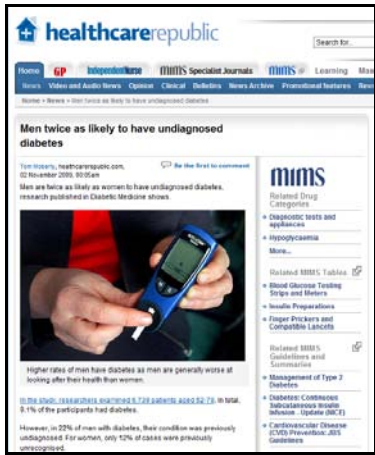 healthcarerepublic
Search for...
Home GP IndependentNurse MIMS Specialist Journals MIMS Learning
News Video and Audio News Opinion Clinical Bulletins News Archive Promotional features
Home » News » Men twice as likely to have undiagnosed diabetes
Men twice as likely to have undiagnosed
diabetes
healthcarerepublic.com,
02 November 2009, 00:05am
Be the first to comment
Men are twice as likely as women to have undiagnosed diabetes,
research published in Diabetic Medicine shows.
Higher rates of men have diabetes as men are generally worse at
looking after their health than women.
In the study, researchers examined patients aged
In total,
9.1% of the participants had diabetes.
However, in 22% of men with diabetes, their condition was previously
undiagnosed. For women, only 12% of cases were previously
unrecognised.
mims
Related Drug
Categories
Diagnostic tests and
appliances
Hypoglycaemia
More...
Related MIMS Tables
Blood Glucose Testing
Strips and Meters
Insulin Preparations
Finger Prickers and
Compatible Lancets
Related MIMS
Guidelines and
Summaries
Management of Type 2
Diabetes
Diabetes: Continuous
Subcutaneous Insulin
Infusion - Update (NICE)
Cardiovascular Disease
(CVD) Prevention: JBS
Guidelines